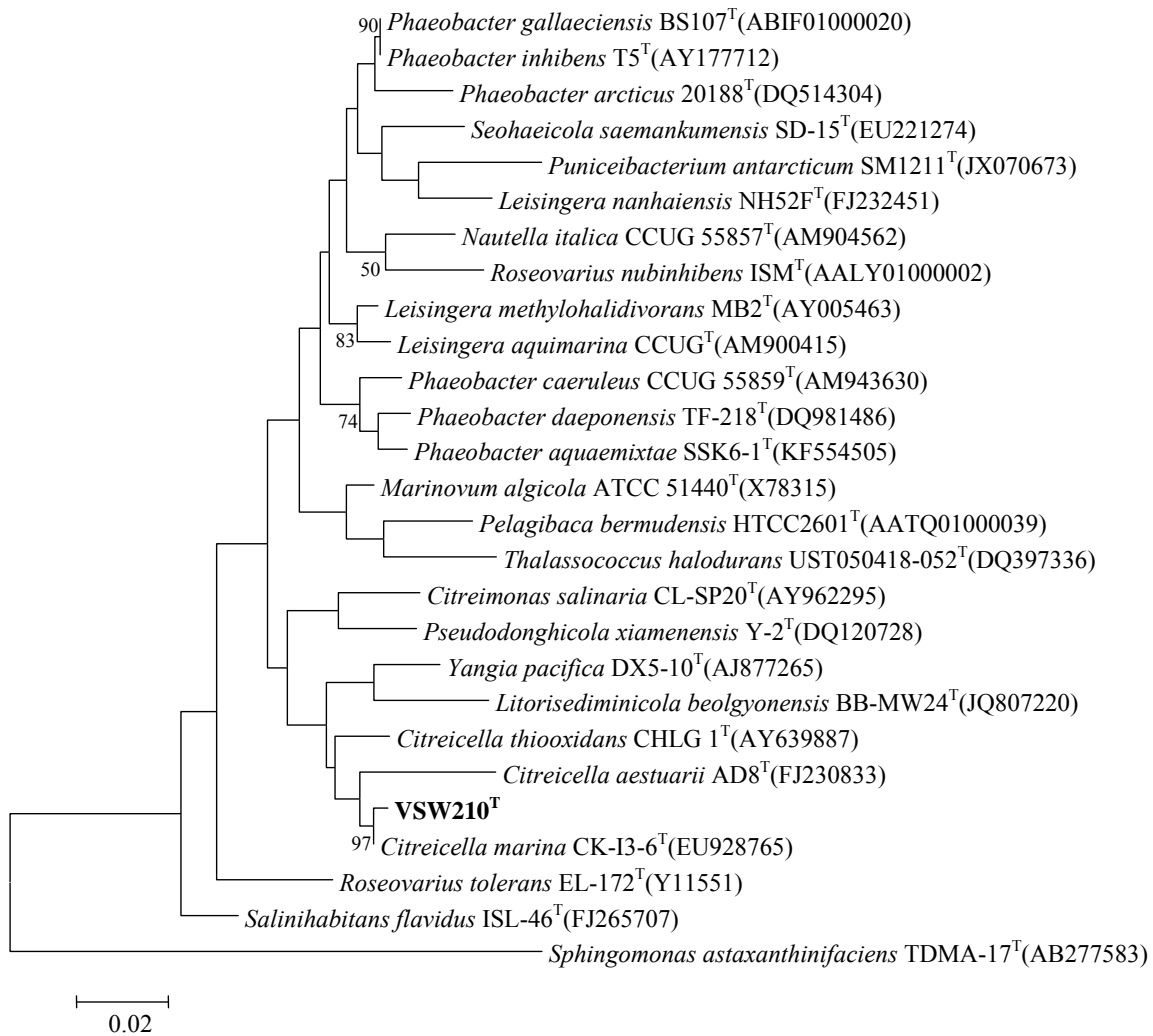 90 Phaeobacter gallaeciensis BS107ᵀ(ABIF01000020)
Phaeobacter inhibens T5ᵀ(AY177712)
Phaeobacter arcticus 20188ᵀ(DQ514304)
Seohaeicola saemankumensis SD-15ᵀ(EU221274)
Puniceibacterium antarcticum SM1211ᵀ(JX070673)
Leisingera nanhaiensis NH52Fᵀ(FJ232451)
Nautella italica CCUG 55857ᵀ(AM904562)
50 Roseovarius nubinhibens ISMᵀ(AALY01000002)
Leisingera methylohalidivorans MB2ᵀ(AY005463)
83 Leisingera aquimarina CCUGᵀ(AM900415)
Phaeobacter caeruleus CCUG 55859ᵀ(AM943630)
74 Phaeobacter daeponensis TF-218ᵀ(DQ981486)
Phaeobacter aquaemixtae SSK6-1ᵀ(KF554505)
Marinovum algicola ATCC 51440ᵀ(X78315)
Pelagibaca bermudensis HTCC2601ᵀ(AATQ01000039)
Thalassococcus halodurans UST050418-052ᵀ(DQ397336)
Citreimonas salinaria CL-SP20ᵀ(AY962295)
Pseudodonghicola xiamenensis Y-2ᵀ(DQ120728)
Yangia pacifica DX5-10ᵀ(AJ877265)
Litorisediminicola beolgyonensis BB-MW24ᵀ(JQ807220)
Citreicella thiooxidans CHLG 1ᵀ(AY639887)
Citreicella aestuarii AD8ᵀ(FJ230833)
VSW210ᵀ
97 Citreicella marina CK-I3-6ᵀ(EU928765)
Roseovarius tolerans EL-172ᵀ(Y11551)
Salinihabitans flavidus ISL-46ᵀ(FJ265707)
Sphingomonas astaxanthinifaciens TDMA-17ᵀ(AB277583)
0.02